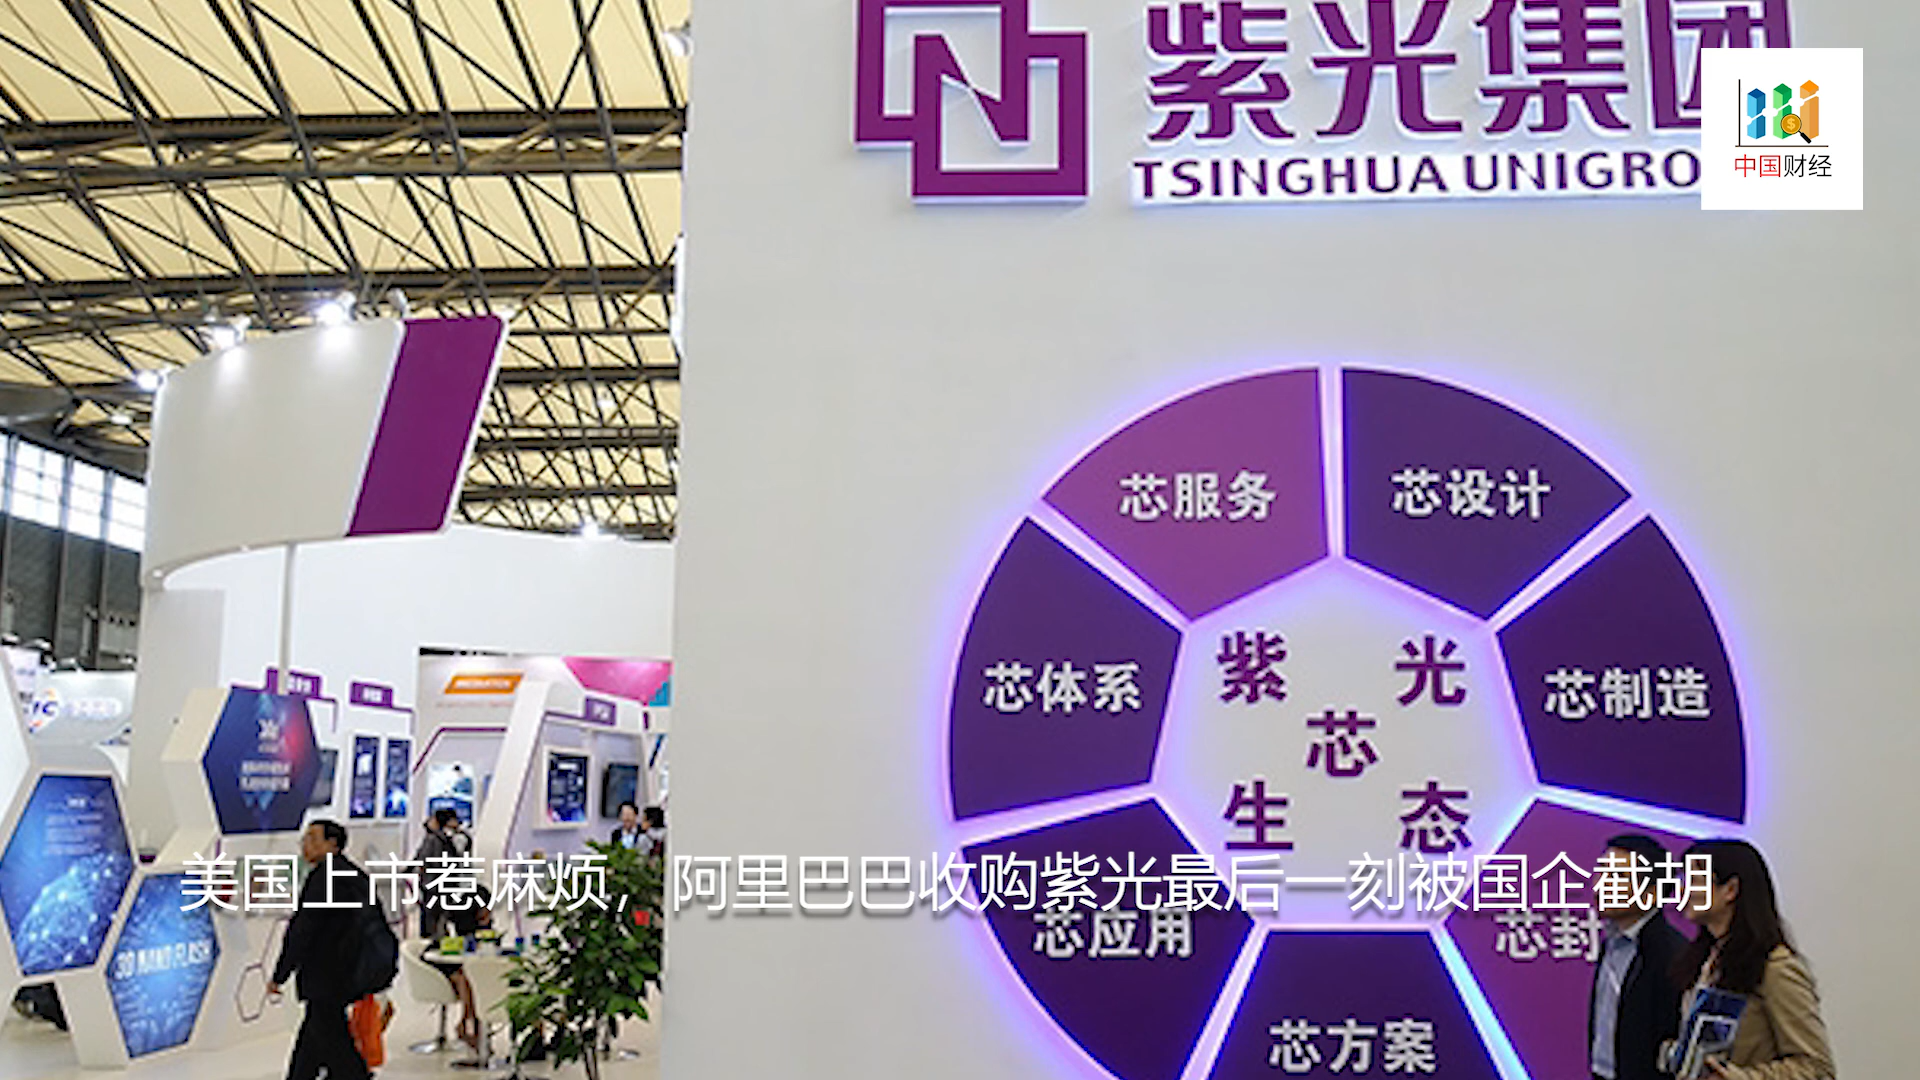 紫光集团
TSINGHUA UNIGRO
中国财经
芯服务
芯设计
芯体系
芯制造
紫光
芯
生态
美国上市惹麻烦，阿里巴巴收购紫光最后一刻被国企截胡
芯应用
芯封
芯方案
3D NAND FLASH